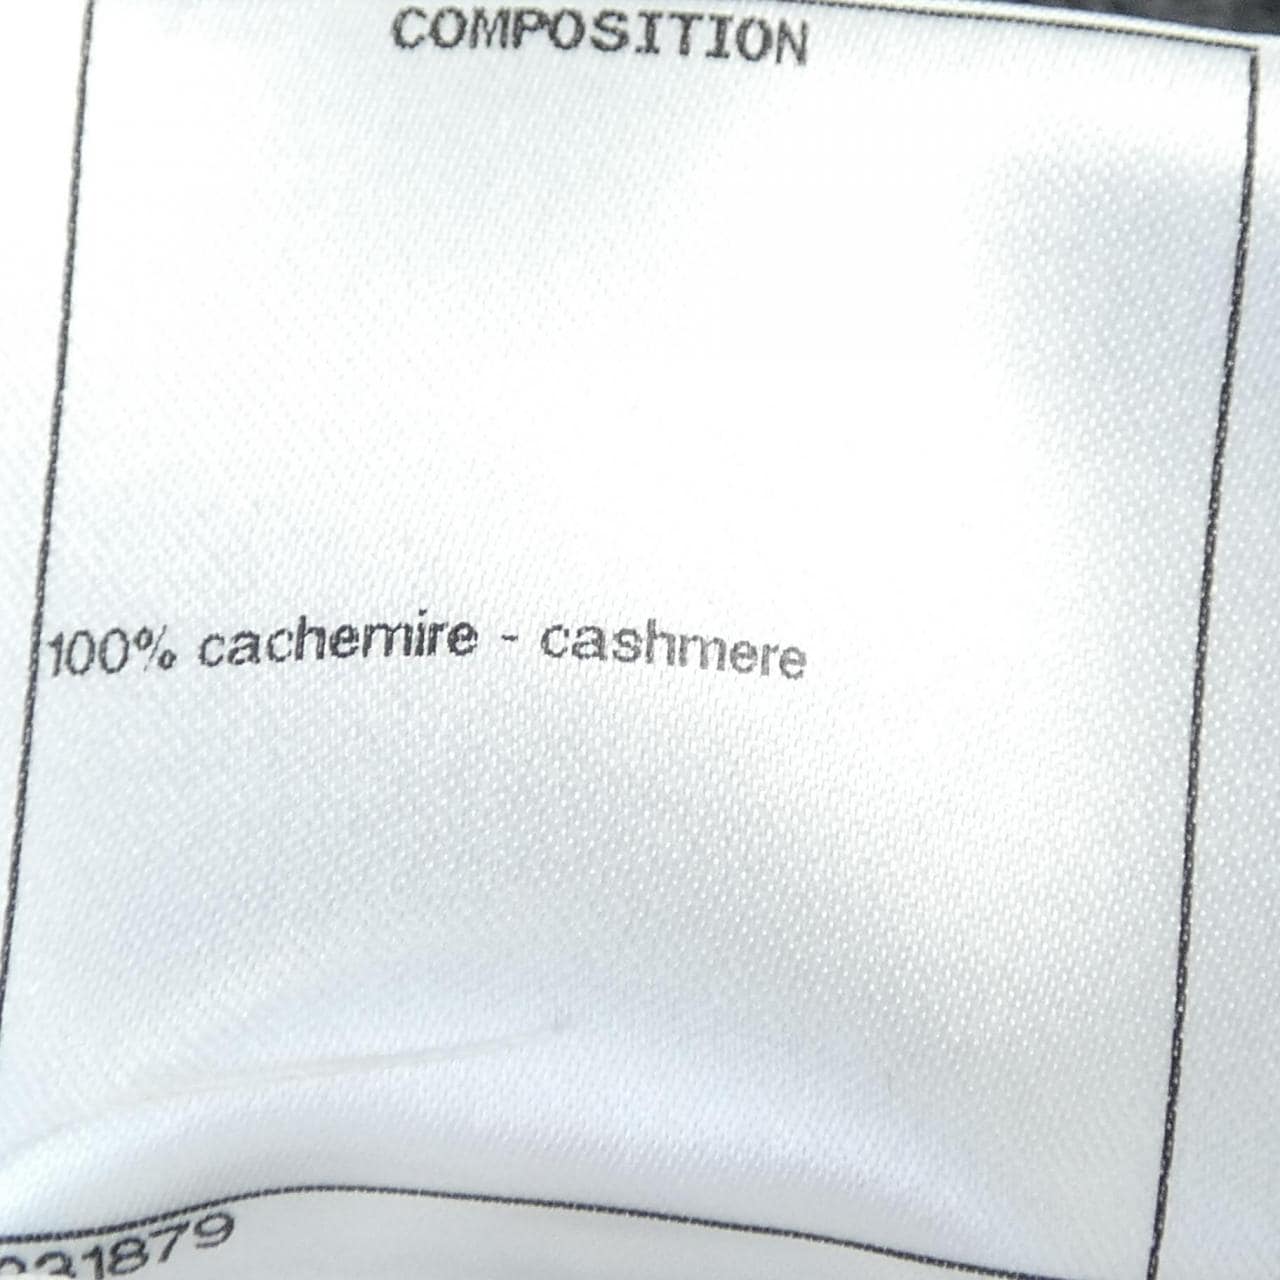 COMPOSITION
100% cachemire - cashmere